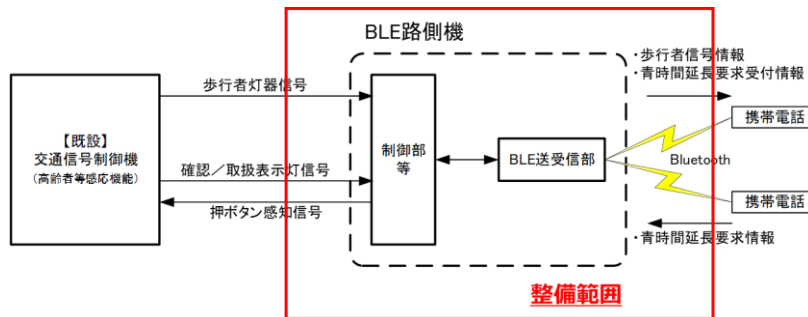 BLE路側機
・歩行者信号情報
・青時間延長要求受付情報
歩行者灯器信号
携帯電話
【既設】
交通信号制御機
(高齢者等感応機能)
制御部
等
BLE送受信部
Bluetooth
確認/取扱表示灯信号
押ボタン感知信号
携帯電話
・青時間延長要求情報
整備範囲